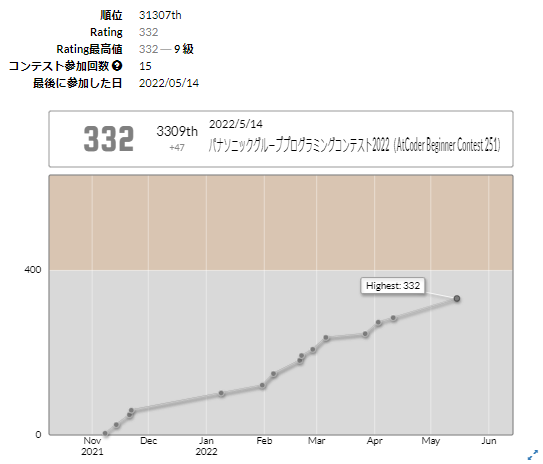 順位 31307th
Rating 332
Rating最高値 332 ― 9 級
コンテスト参加回数 ? 15
最後に参加した日 2022/05/14
332 3309th +47 2022/5/14
パナソニックグループプログラミングコンテスト2022（AtCoder Beginner Contest 251）
400
Highest: 332
0
Nov Dec Jan Feb Mar Apr May Jun
2021 2022